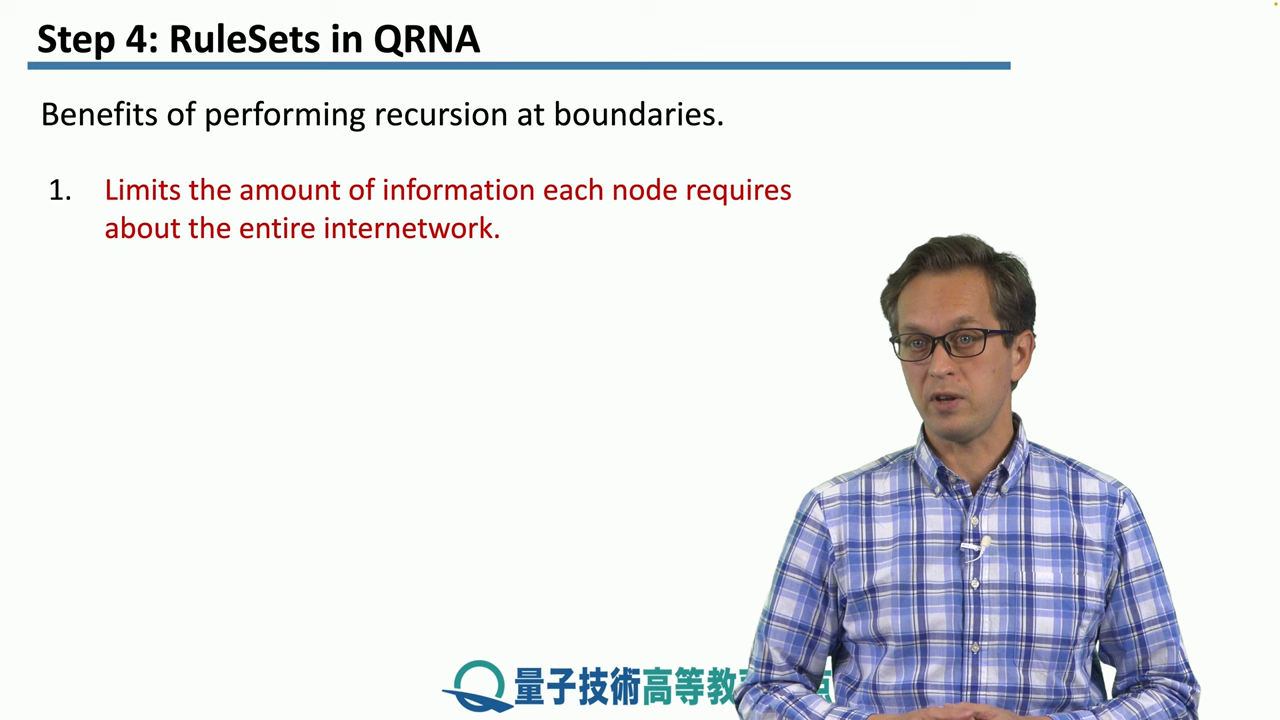 Step 4: RuleSets in QRNA
Benefits of performing recursion at boundaries.
1. Limits the amount of information each node requires
about the entire internetwork.
量子技術高等教